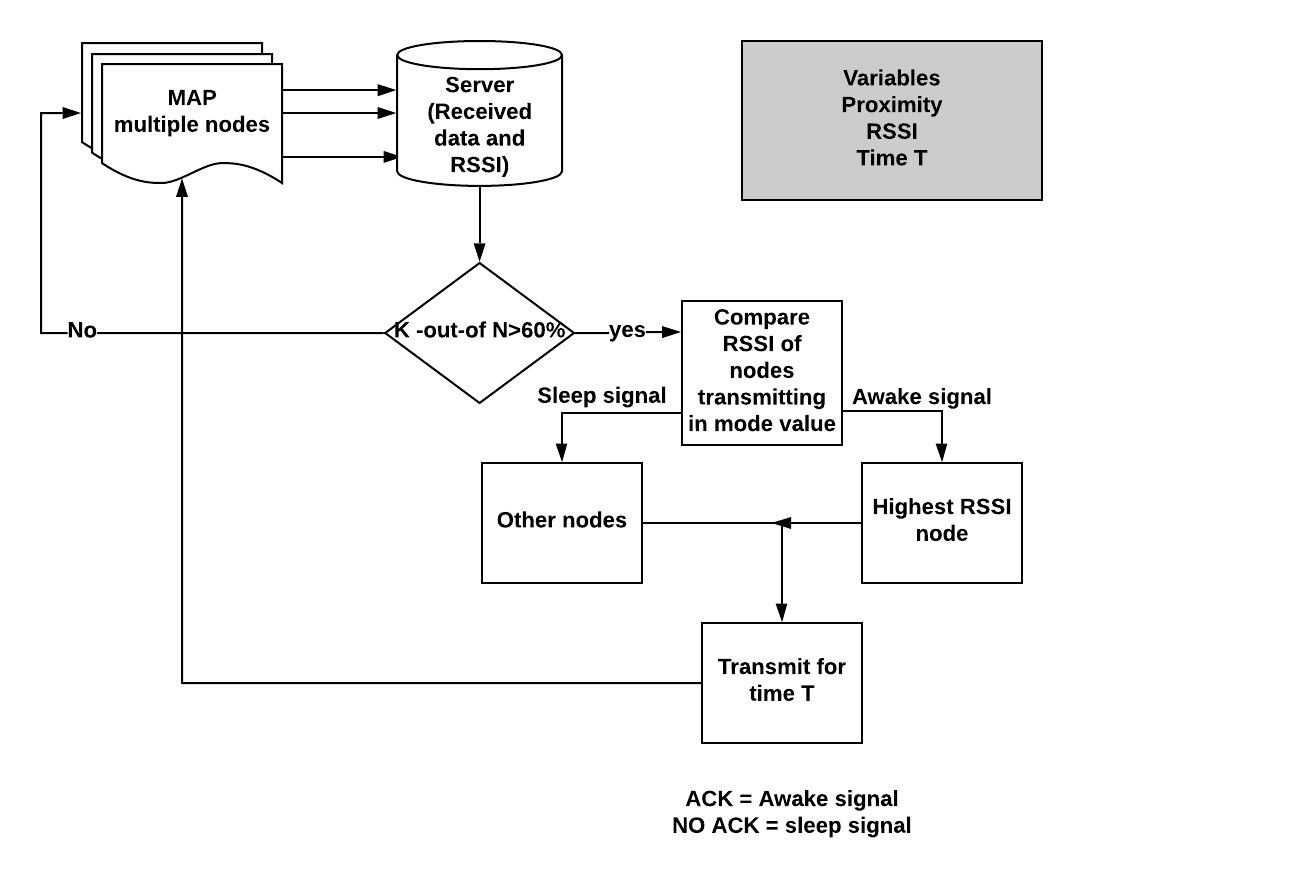 MAP
multiple nodes
Server
(Received
data and
RSSI)
Variables
Proximity
RSSI
Time T
No
K -out-of N>60%
yes
Compare
RSSI of
nodes
transmitting
in mode value
Sleep signal
Awake signal
Other nodes
Highest RSSI
node
Transmit for
time T
ACK = Awake signal
NO ACK = sleep signal